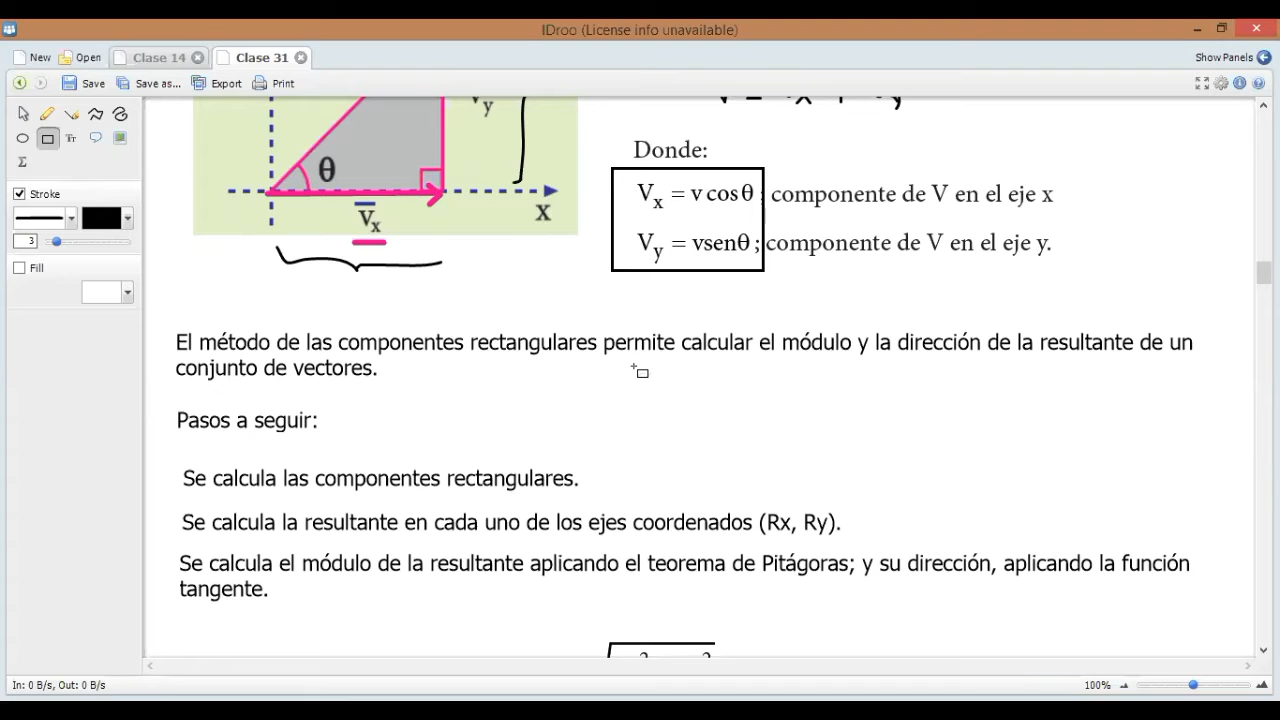 IDroo (License info unavailable)
New Open Clase 14 Clase 31 Show Panels
Save Save as... Export Print
Tr
Σ
Stroke
3
Fill
Vy
θ
Vx
x
Donde:
Vx = v cosθ ; componente de V en el eje x
Vy = vsenθ ; componente de V en el eje y.
El método de las componentes rectangulares permite calcular el módulo y la dirección de la resultante de un
conjunto de vectores.
Pasos a seguir:
Se calcula las componentes rectangulares.
Se calcula la resultante en cada uno de los ejes coordenados (Rx, Ry).
Se calcula el módulo de la resultante aplicando el teorema de Pitágoras; y su dirección, aplicando la función
tangente.
In: 0 B/s, Out: 0 B/s 100%